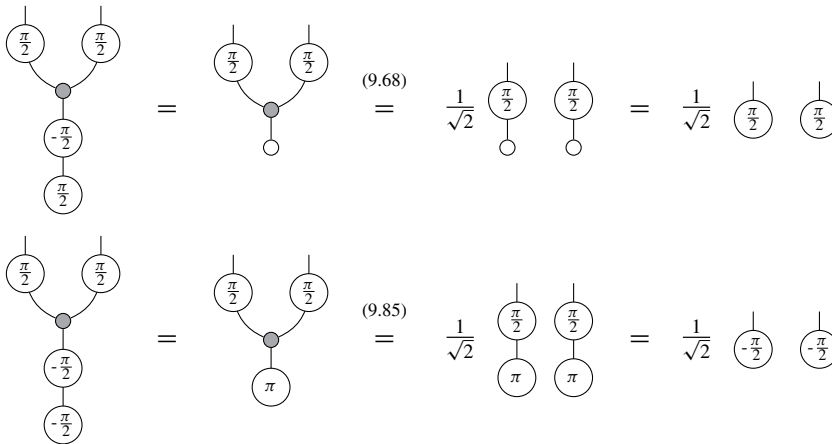 π/2 π/2
π/2 π/2
(9.68)
= = 1/√2 π/2 π/2 = 1/√2 π/2 π/2
-π/2
π/2
π/2 π/2
π/2 π/2
(9.85)
= = 1/√2 π/2 π/2 = 1/√2 -π/2 -π/2
-π/2 π π π
-π/2